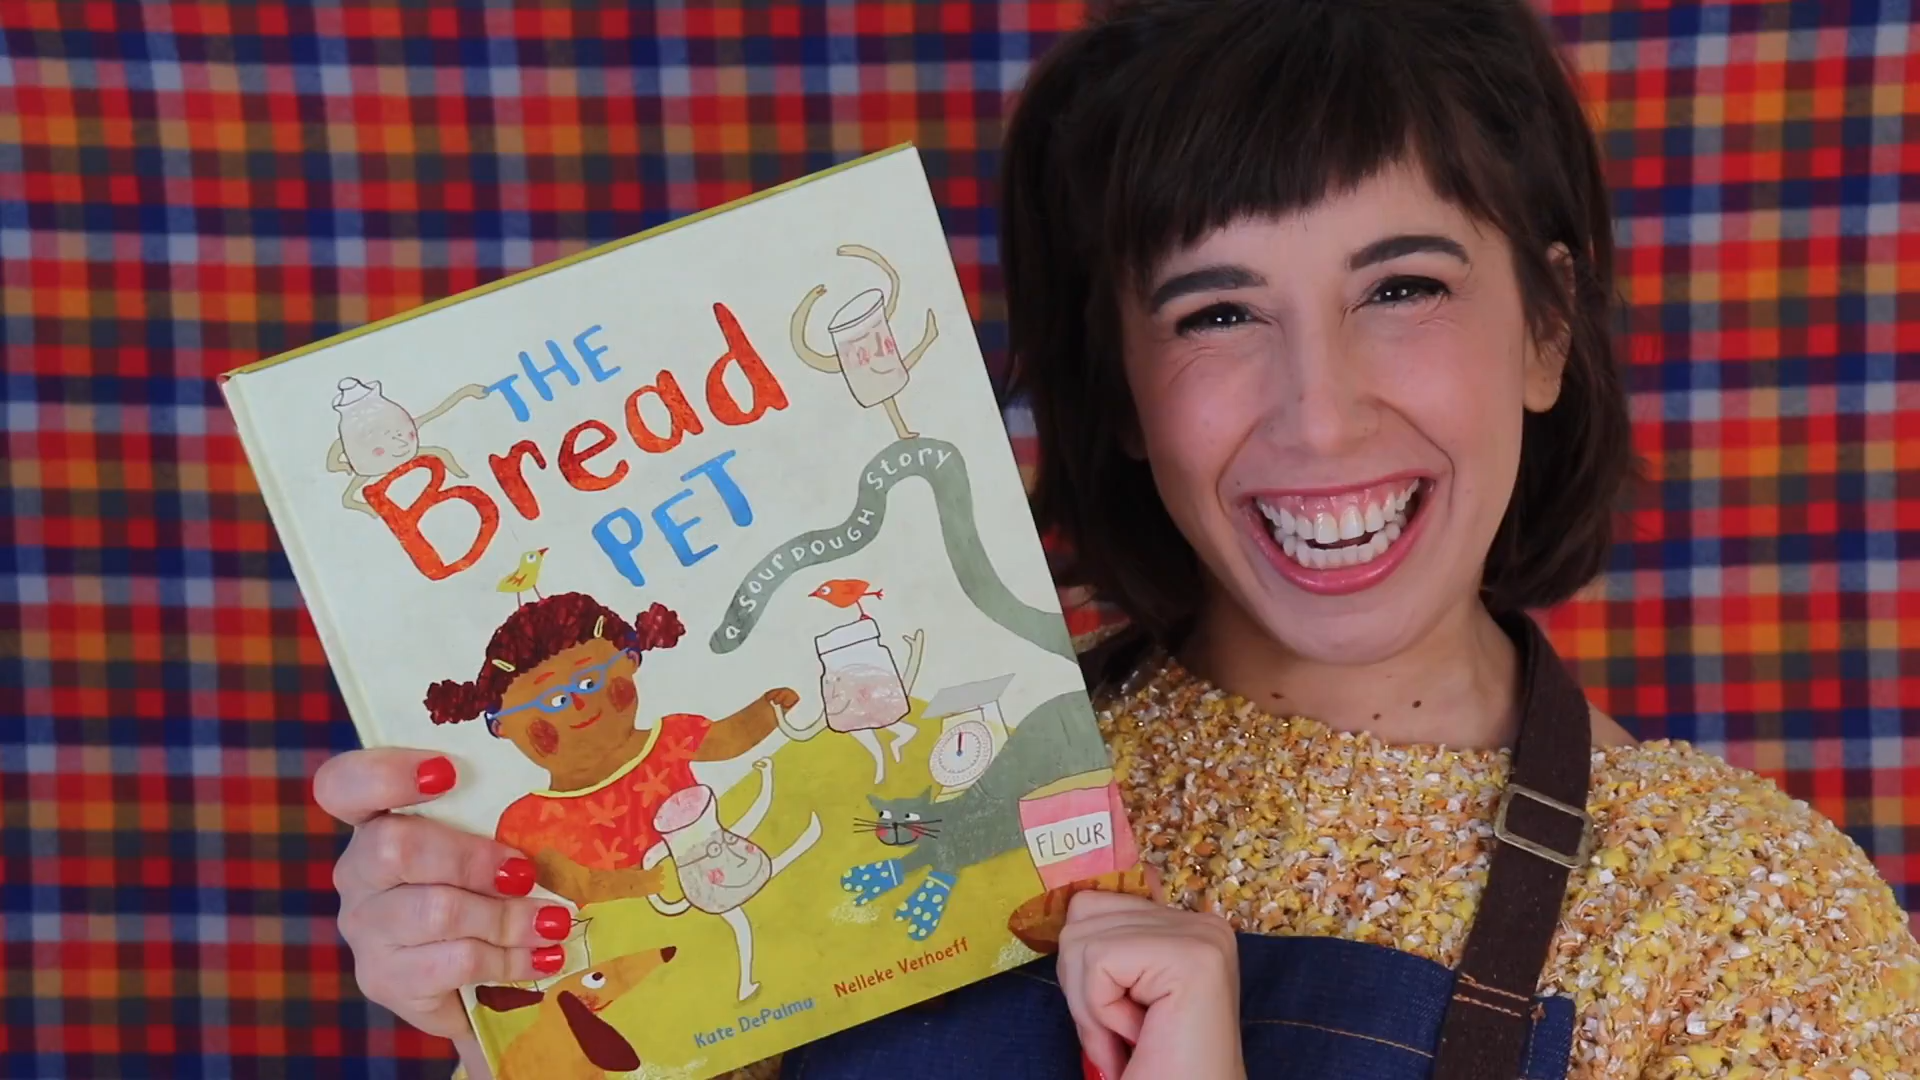 THE
Bread
PET
a sourdough story
FLOUR
Kate DePalma Nelleke Verhoeff